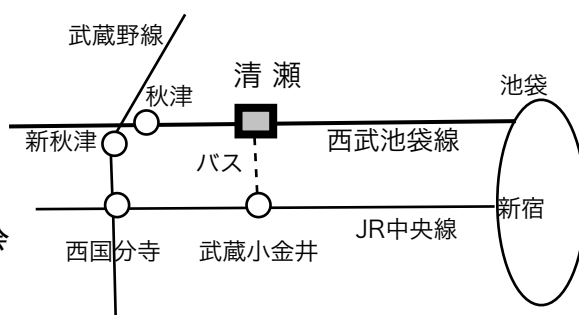 武蔵野線
清 瀬
池袋
秋津
新秋津
西武池袋線
バス
新宿
JR中央線
西国分寺
武蔵小金井
会